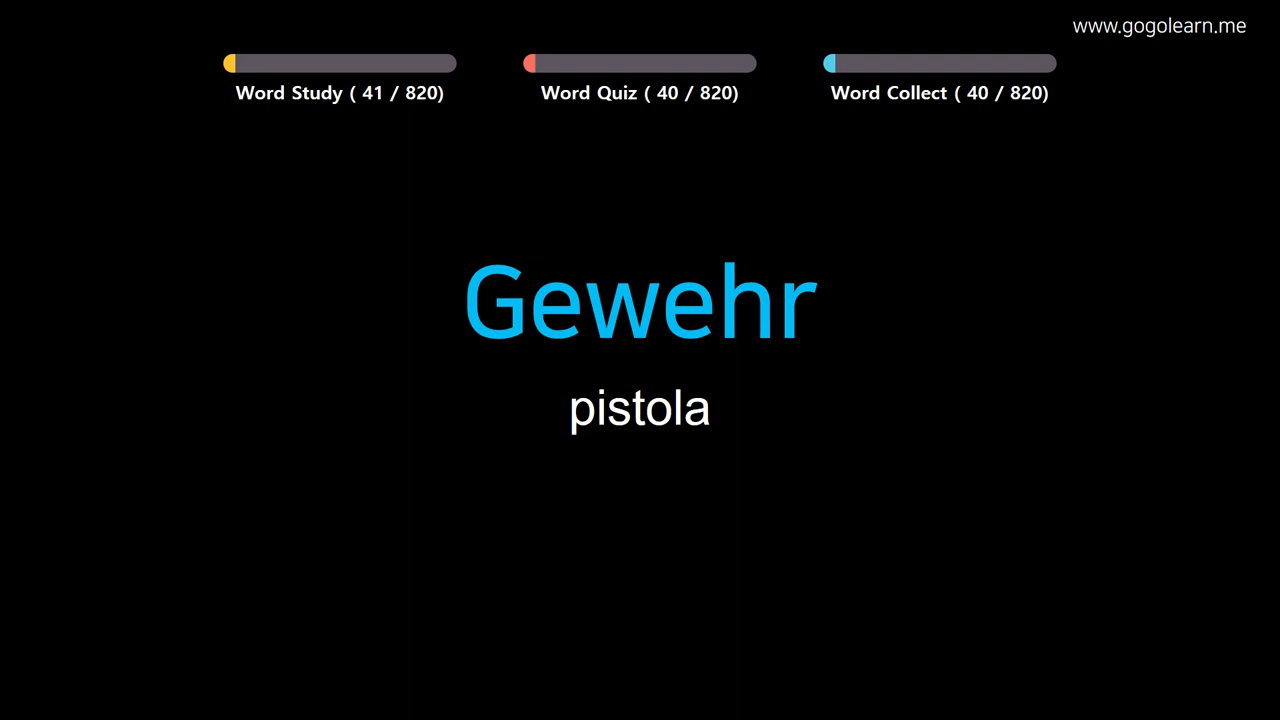 www.gogolearn.me
Word Study ( 41 / 820)
Word Quiz ( 40 / 820)
Word Collect ( 40 / 820)
Gewehr
pistola